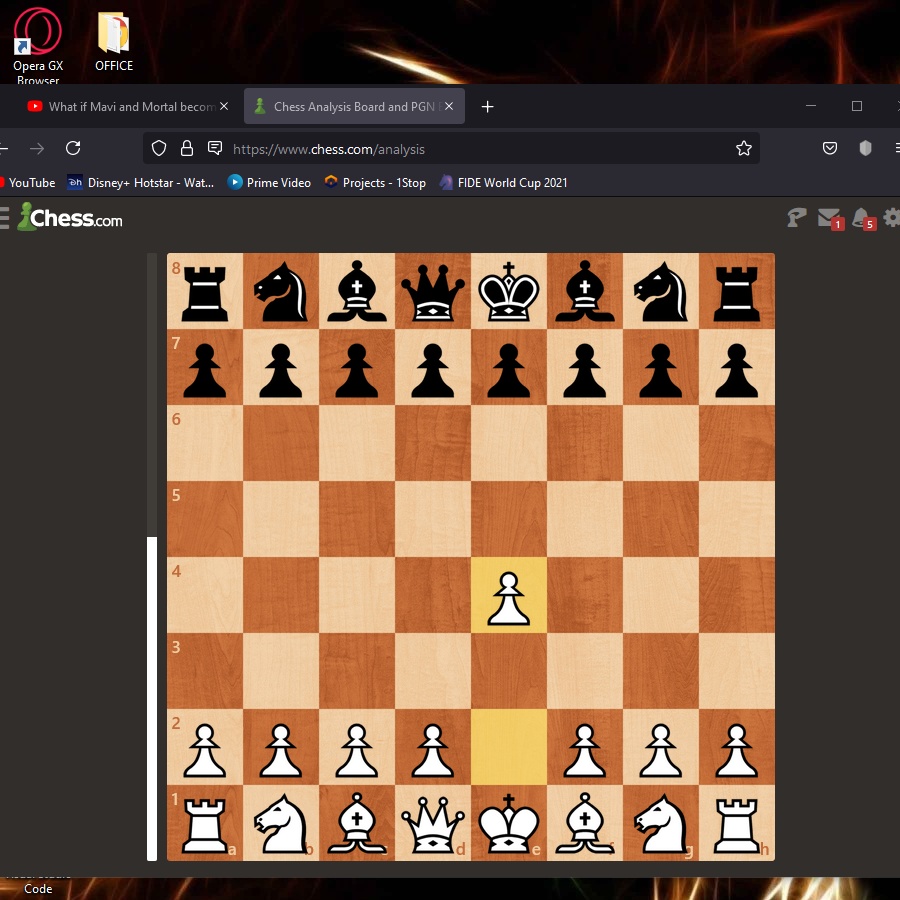 Opera GX
Browser
OFFICE
What if Mavi and Mortal becom
Chess Analysis Board and PGN
https://www.chess.com/analysis
YouTube
Disney+ Hotstar - Wat...
Prime Video
Projects - 1Stop
FIDE World Cup 2021
Chess.com
1
5
8
7
6
5
4
3
2
1
a b c d e f g h
Code